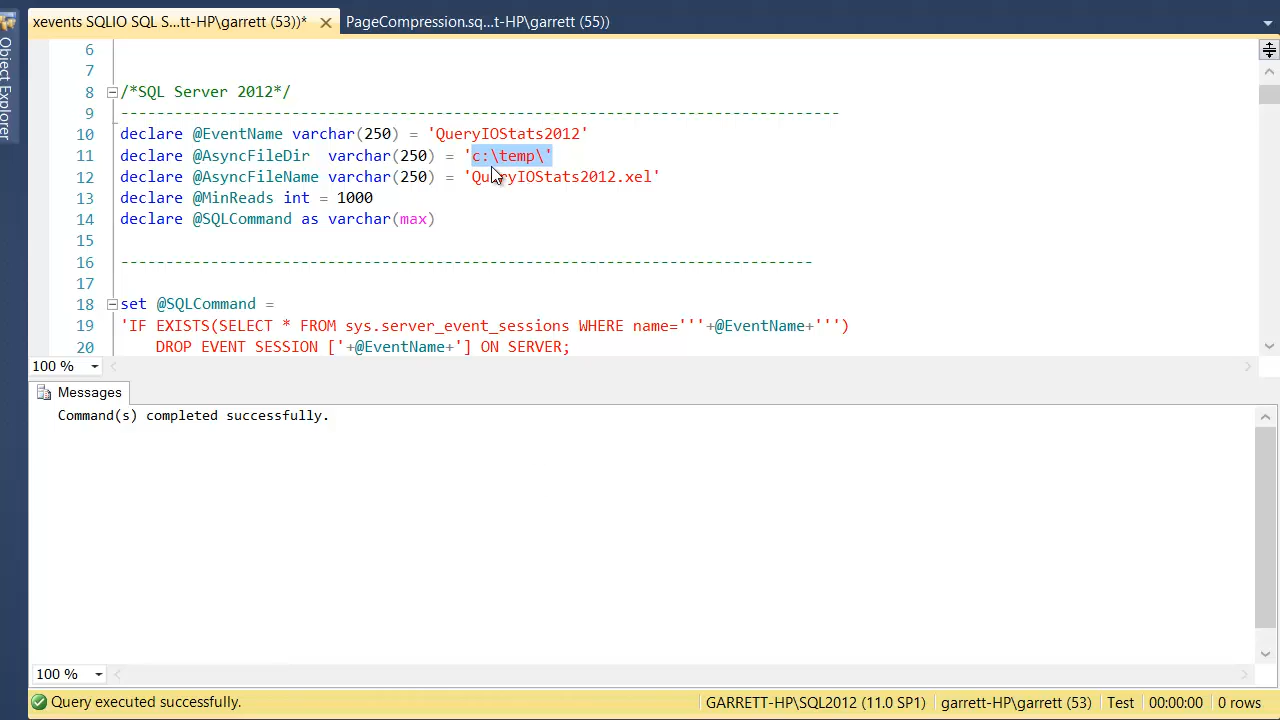 xevents SQLIO SQL S...tt-HP\garrett (53))*
PageCompression.sq...t-HP\garrett (55))
Object Explorer
6
7
8 /*SQL Server 2012*/
9 --------------------------------------------------------------------------------
10 declare @EventName varchar(250) = 'QueryIOStats2012'
11 declare @AsyncFileDir  varchar(250) = 'c:\temp\'
12 declare @AsyncFileName varchar(250) = 'QueryIOStats2012.xel'
13 declare @MinReads int = 1000
14 declare @SQLCommand as varchar(max)
15
16 -----------------------------------------------------------------------------
17
18 set @SQLCommand =
19 'IF EXISTS(SELECT * FROM sys.server_event_sessions WHERE name='''+@EventName+''')
20     DROP EVENT SESSION ['+@EventName+'] ON SERVER;
100 %
Messages
Command(s) completed successfully.
100 %
Query executed successfully.
GARRETT-HP\SQL2012 (11.0 SP1)
garrett-HP\garrett (53)
Test
00:00:00
0 rows